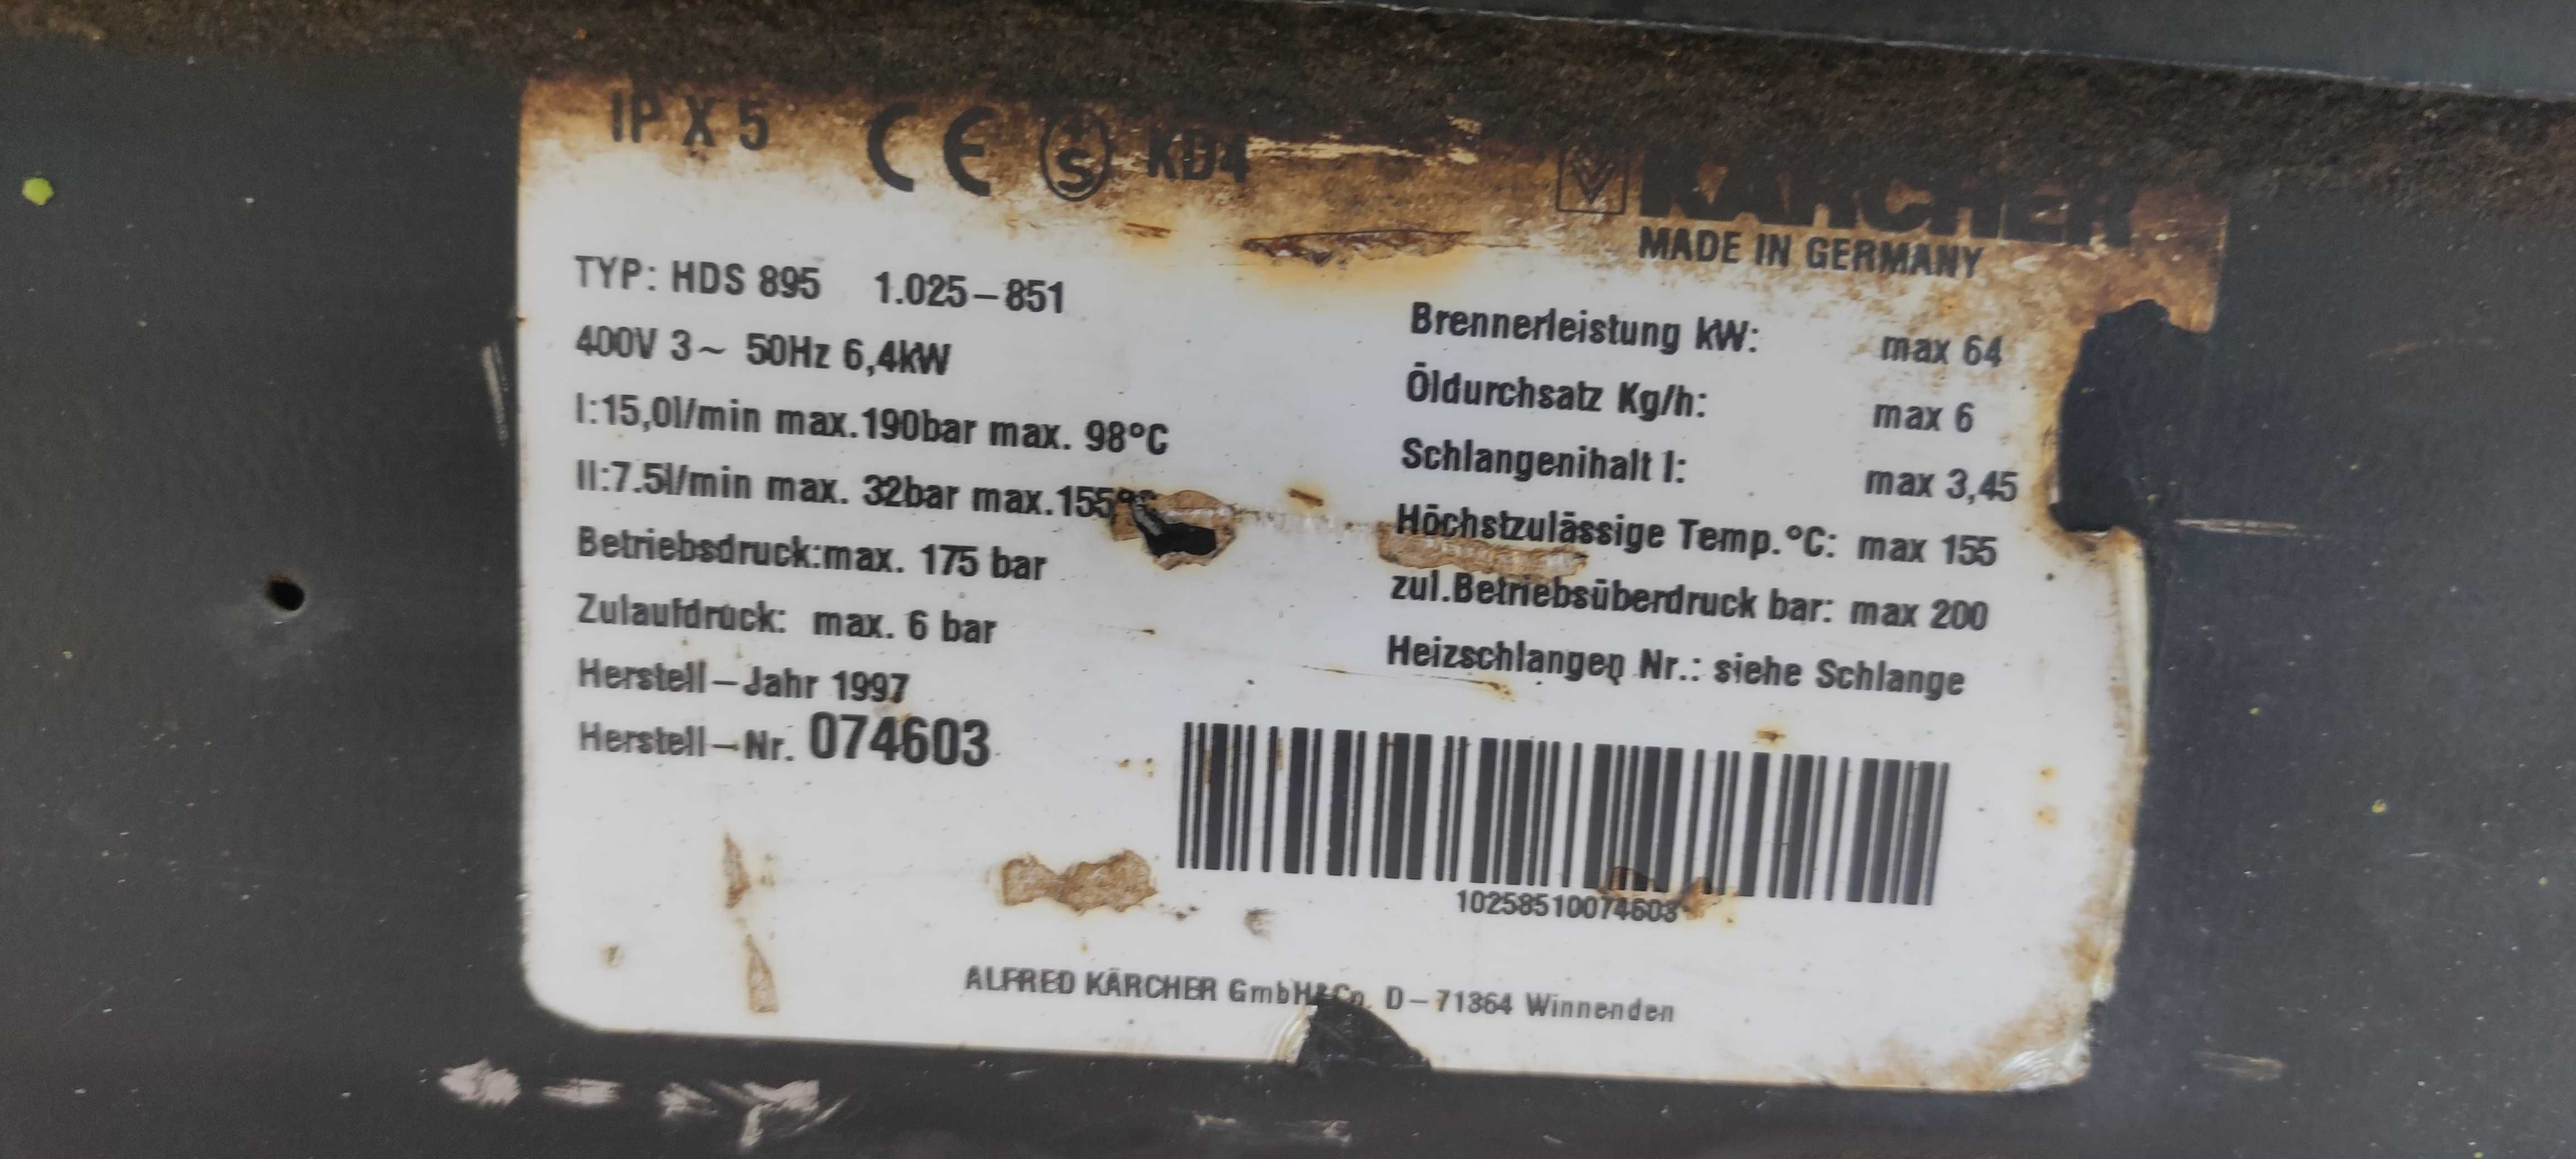 IP X 5 CE S KD4
KÄRCHER
MADE IN GERMANY
TYP: HDS 895 1.025-851
400V 3~ 50Hz 6,4kW
I:15,0l/min max.190bar max. 98°C
II:7.5l/min max. 32bar max.155°C
Betriebsdruck:max. 175 bar
Zulaufdruck: max. 6 bar
Herstell-Jahr 1997
Herstell-Nr. 074603
Brennerleistung kW: max 64
Öldurchsatz Kg/h: max 6
Schlangenihalt l: max 3,45
Höchstzulässige Temp.°C: max 155
zul.Betriebsüberdruck bar: max 200
Heizschlangen Nr.: siehe Schlange
10258510074603
ALFRED KÄRCHER GmbH&Co. D-71364 Winnenden